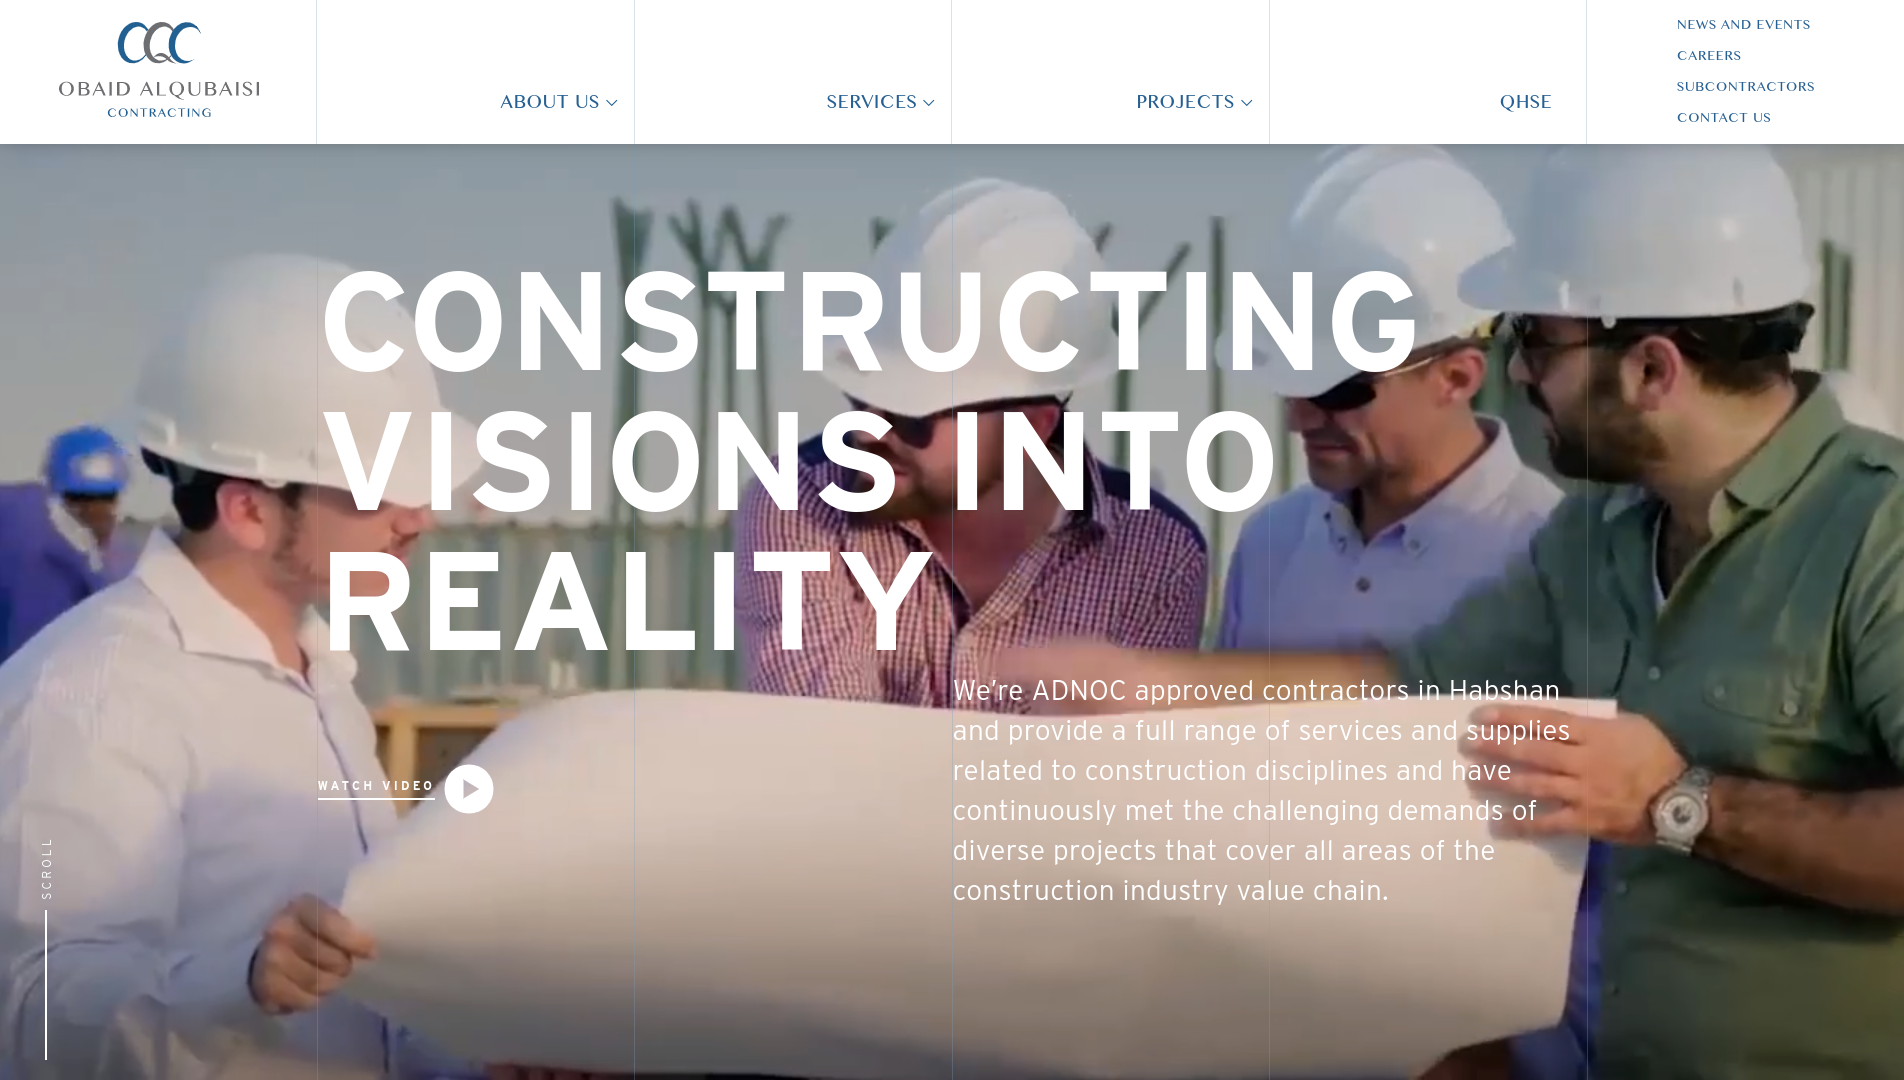 OBAID ALQUBAISI
CONTRACTING
ABOUT US
SERVICES
PROJECTS
QHSE
NEWS AND EVENTS
CAREERS
SUBCONTRACTORS
CONTACT US
CONSTRUCTING
VISIONS INTO
REALITY
We’re ADNOC approved contractors in Habshan
and provide a full range of services and supplies
related to construction disciplines and have
continuously met the challenging demands of
diverse projects that cover all areas of the
construction industry value chain.
WATCH VIDEO
SCROLL